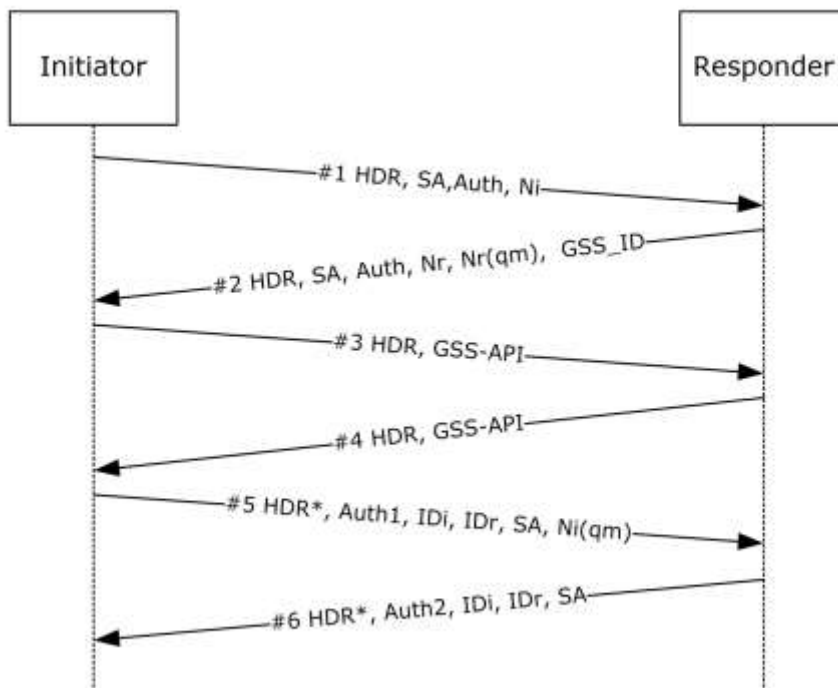 Initiator
Responder
#1 HDR, SA,Auth, Ni
#2 HDR, SA, Auth, Nr, Nr(qm), GSS_ID
#3 HDR, GSS-API
#4 HDR, GSS-API
#5 HDR*, Auth1, IDi, IDr, SA, Ni(qm)
#6 HDR*, Auth2, IDi, IDr, SA